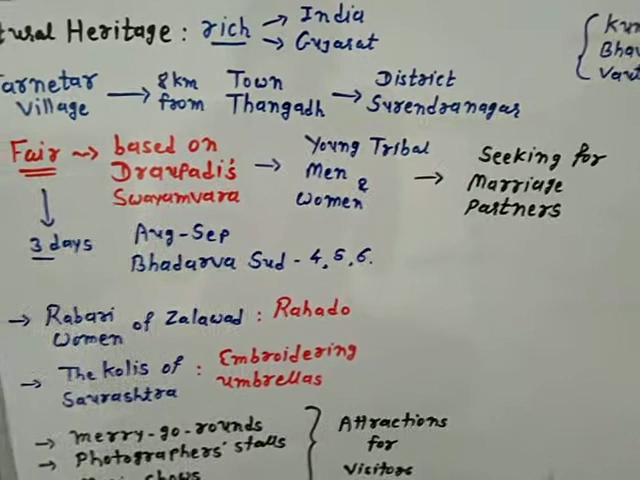 Heritage : rich → India
→ Gujarat
Tarnetar Village → 8km from Town Thangadh → District Surendranagar
Fair → based on Draupadi's Swayamvara → Young Tribal Men & Women → Seeking for Marriage Partners
3 days Aug-Sep
Bhadarva Sud - 4, 5, 6.
→ Rabari Women of Zalawad : Rahado
→ The Kolis of Saurashtra : Embroidering umbrellas
→ merry-go-rounds
→ Photographers' stalls
Attractions for Visitors